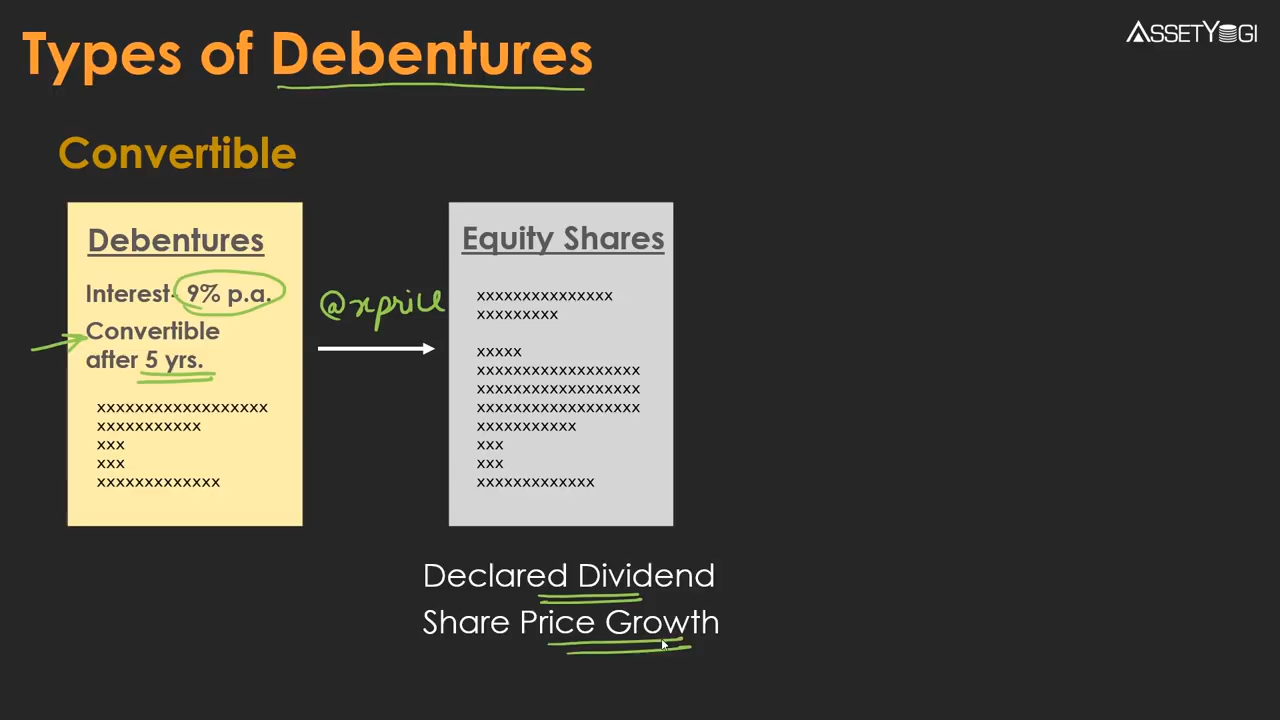 Types of Debentures
ASSETYOGI
Convertible
Debentures
Interest- 9% p.a.
Convertible
after 5 yrs.
xxxxxxxxxxxxxxxxxx
xxxxxxxxxxx
xxx
xxx
xxxxxxxxxxxxx
@xprice
Equity Shares
xxxxxxxxxxxxxxx
xxxxxxxxx
xxxxx
xxxxxxxxxxxxxxxxxx
xxxxxxxxxxxxxxxxxx
xxxxxxxxxxxxxxxxxx
xxxxxxxxxxx
xxx
xxx
xxxxxxxxxxxxx
Declared Dividend
Share Price Growth